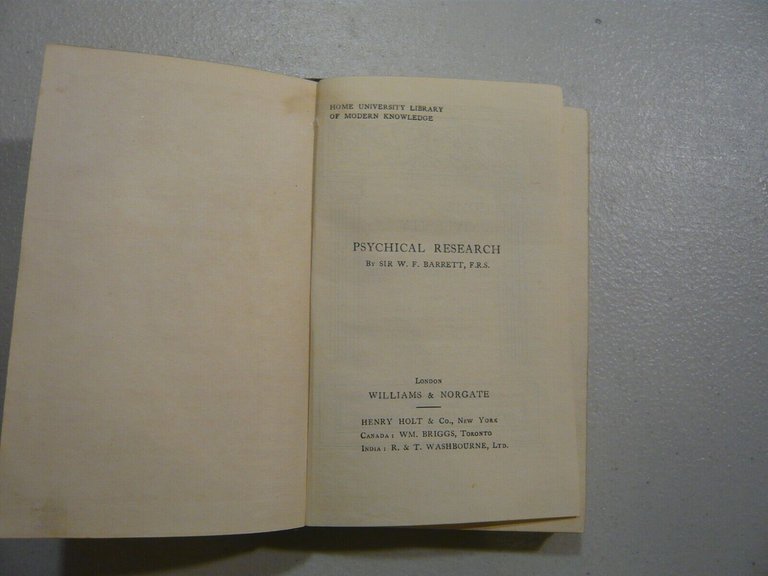 HOME UNIVERSITY LIBRARY
OF MODERN KNOWLEDGE
PSYCHICAL RESEARCH
By SIR W. F. BARRETT, F.R.S.
London
WILLIAMS & NORGATE
HENRY HOLT & Co., New York
Canada: WM. BRIGGS, Toronto
India: R. & T. WASHBOURNE, Ltd.